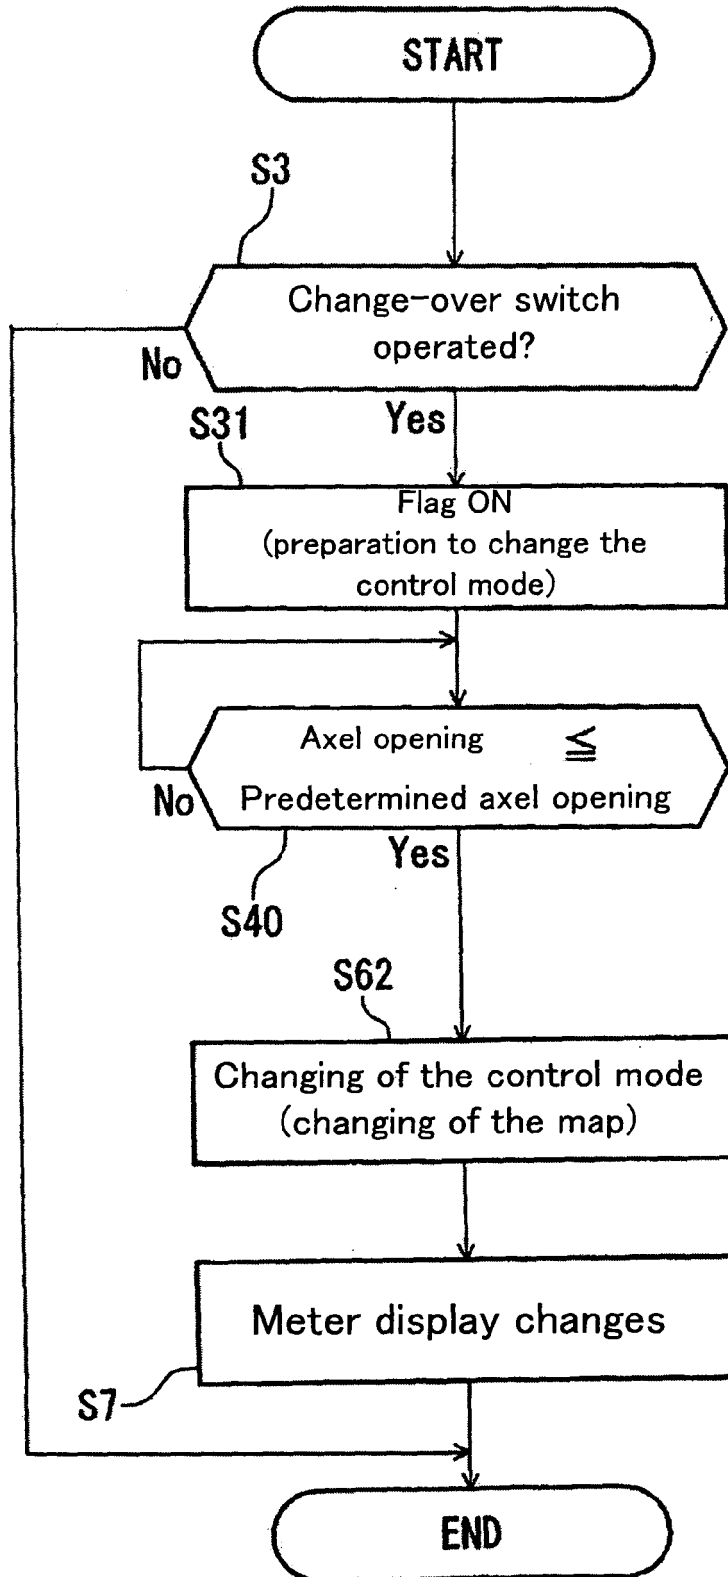 START
S3
Change-over switch
operated?
No
Yes
S31
Flag ON
(preparation to change the
control mode)
Axel opening ≦
Predetermined axel opening
No
Yes
S40
S62
Changing of the control mode
(changing of the map)
Meter display changes
S7
END